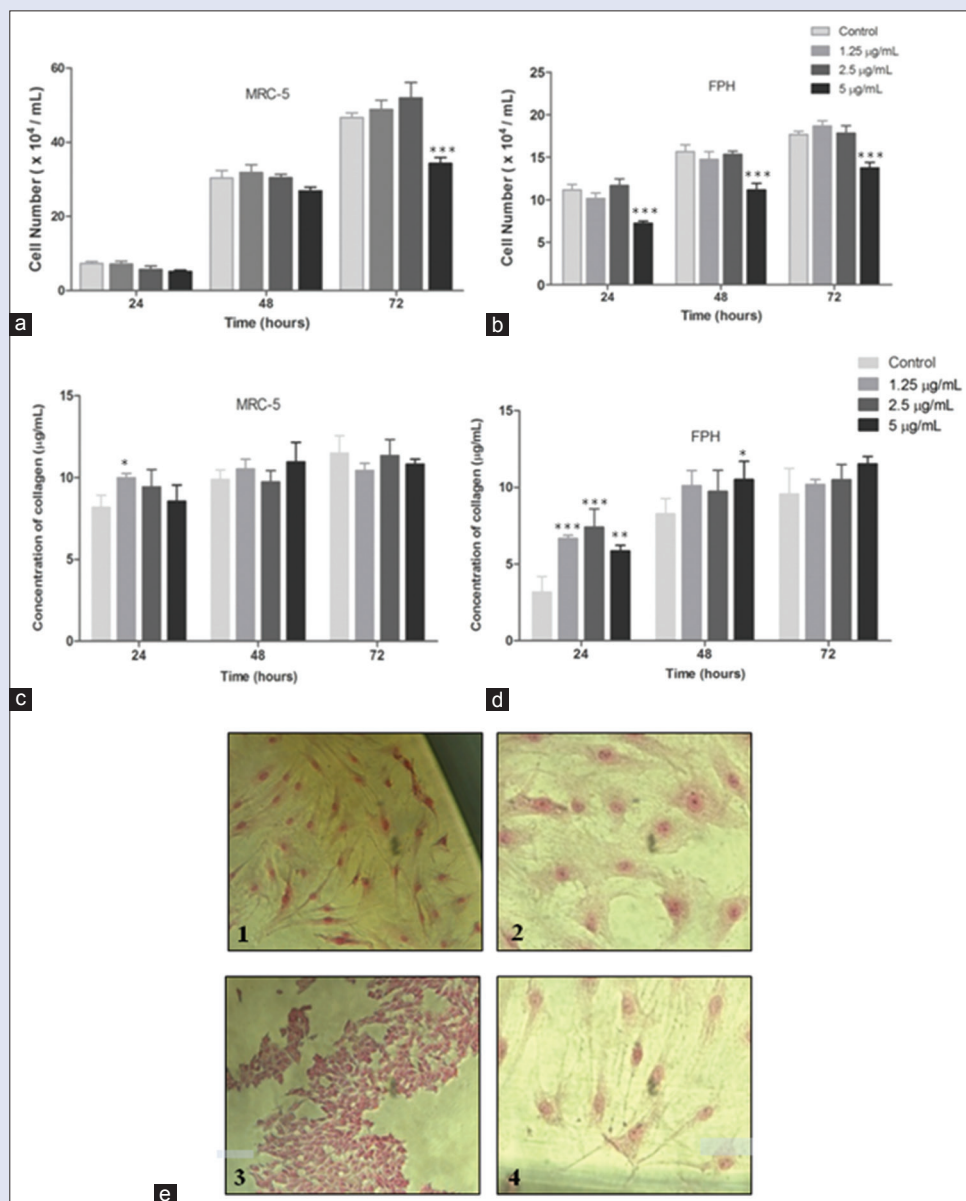 Control
1.25 µg/mL
2.5 µg/mL
5 µg/mL
MRC-5
60
40
20
0
Cell Number ( x 10⁴ / mL)
***
24 48 72
Time (hours)
a
FPH
25
20
15
10
5
0
Cell Number ( x 10⁴ / mL)
*** *** ***
24 48 72
Time (hours)
b
MRC-5
15
10
5
0
Concentration of collagen (µg/mL)
*
24 48 72
Time (hours)
c
Control
1.25 µg/mL
2.5 µg/mL
5 µg/mL
FPH
15
10
5
0
Concentration of collagen (µg/mL)
*** *** ** *
24 48 72
Time (hours)
d
1
2
3
4
e